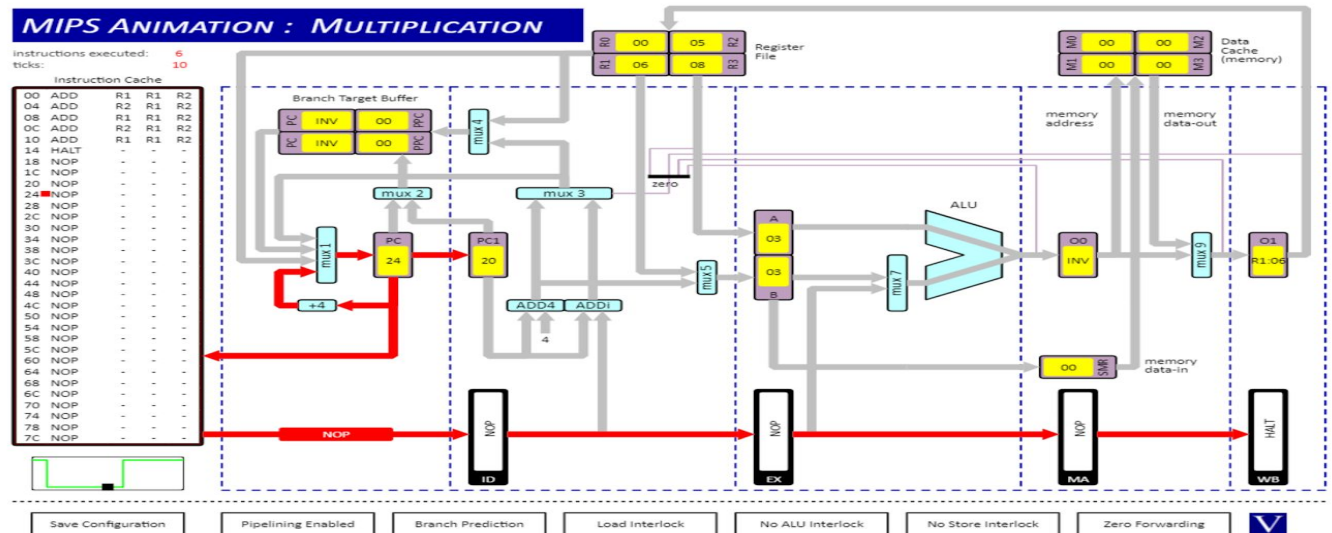 MIPS ANIMATION : MULTIPLICATION
instructions executed: 6
ticks: 10
Instruction Cache
00 ADD R1 R1 R2
04 ADD R2 R1 R2
08 ADD R1 R1 R2
0C ADD R2 R1 R2
10 ADD R1 R1 R2
14 HALT - - -
18 NOP - - -
1C NOP - - -
20 NOP - - -
24 NOP - - -
28 NOP - - -
2C NOP - - -
30 NOP - - -
34 NOP - - -
38 NOP - - -
3C NOP - - -
40 NOP - - -
44 NOP - - -
48 NOP - - -
4C NOP - - -
50 NOP - - -
54 NOP - - -
58 NOP - - -
5C NOP - - -
60 NOP - - -
64 NOP - - -
68 NOP - - -
6C NOP - - -
70 NOP - - -
74 NOP - - -
78 NOP - - -
7C NOP - - -
R0 00 05 R2
R1 06 08 R3
Register
File
M0 00 00 M2
M1 00 00 M3
Data
Cache
(memory)
Branch Target Buffer
PC INV 00 PPC
PC INV 00 PPC
mux 4
memory
address
memory
data-out
zero
mux 2
mux 3
ALU
mux 1
PC
24
PC1
20
A
03
03
B
mux 5
mux 7
O0
INV
mux 9
O1
R1:06
+4
ADD4
ADDi
4
00 SMR
memory
data-in
NOP
NOP
ID
NOP
EX
NOP
MA
HALT
WB
Save Configuration
Pipelining Enabled
Branch Prediction
Load Interlock
No ALU Interlock
No Store Interlock
Zero Forwarding
V